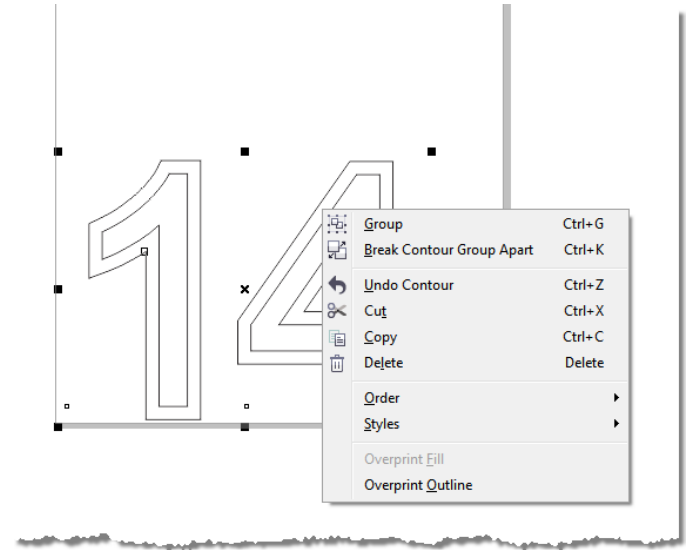 14
Group Ctrl+G
Break Contour Group Apart Ctrl+K
Undo Contour Ctrl+Z
Cut Ctrl+X
Copy Ctrl+C
Delete Delete
Order
Styles
Overprint Fill
Overprint Outline